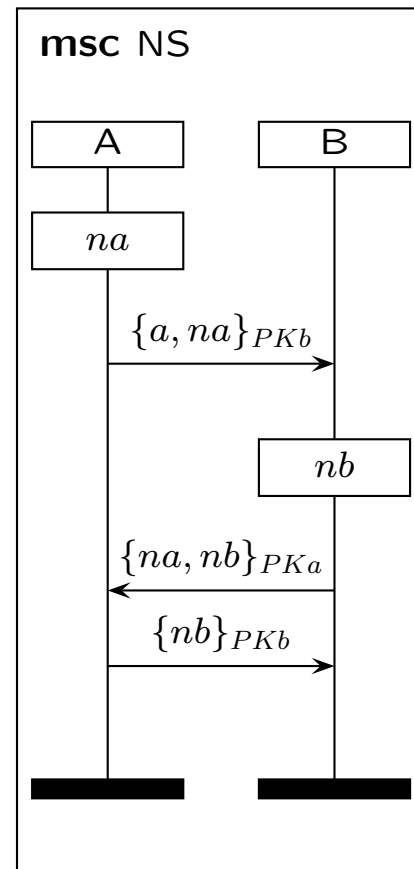 msc NS
A B
na
{a, na}PKb
nb
{na, nb}PKa
{nb}PKb